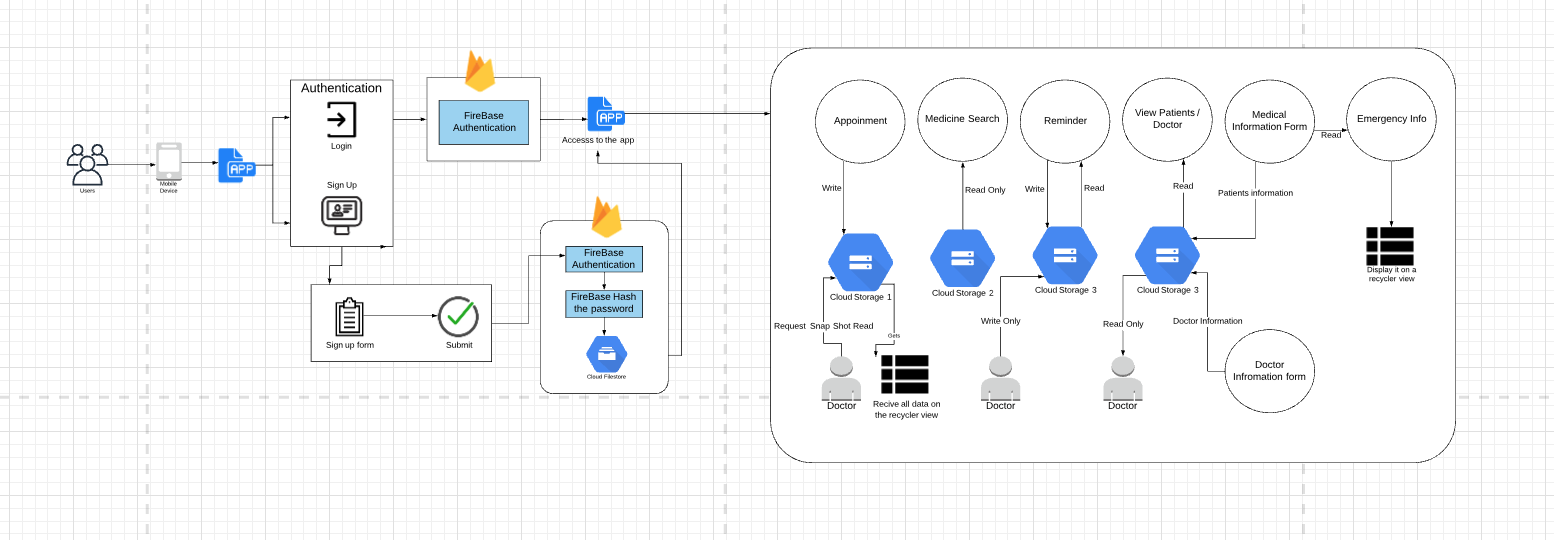 Authentication
Login
Sign Up
Users
Mobile
Device
APP
FireBase
Authentication
APP
Accesss to the app
Sign up form
Submit
FireBase
Authentication
FireBase Hash
the password
Cloud Filestore
Appoinment
Medicine Search
Reminder
View Patients /
Doctor
Medical
Information Form
Read
Emergency Info
Write
Read Only
Write
Read
Read
Patients information
Cloud Storage 1
Cloud Storage 2
Cloud Storage 3
Cloud Storage 3
Display it on a
recycler view
Request Snap Shot Read
Gets
Write Only
Read Only
Doctor Information
Doctor
Infromation form
Doctor
Recive all data on
the recycler view
Doctor
Doctor